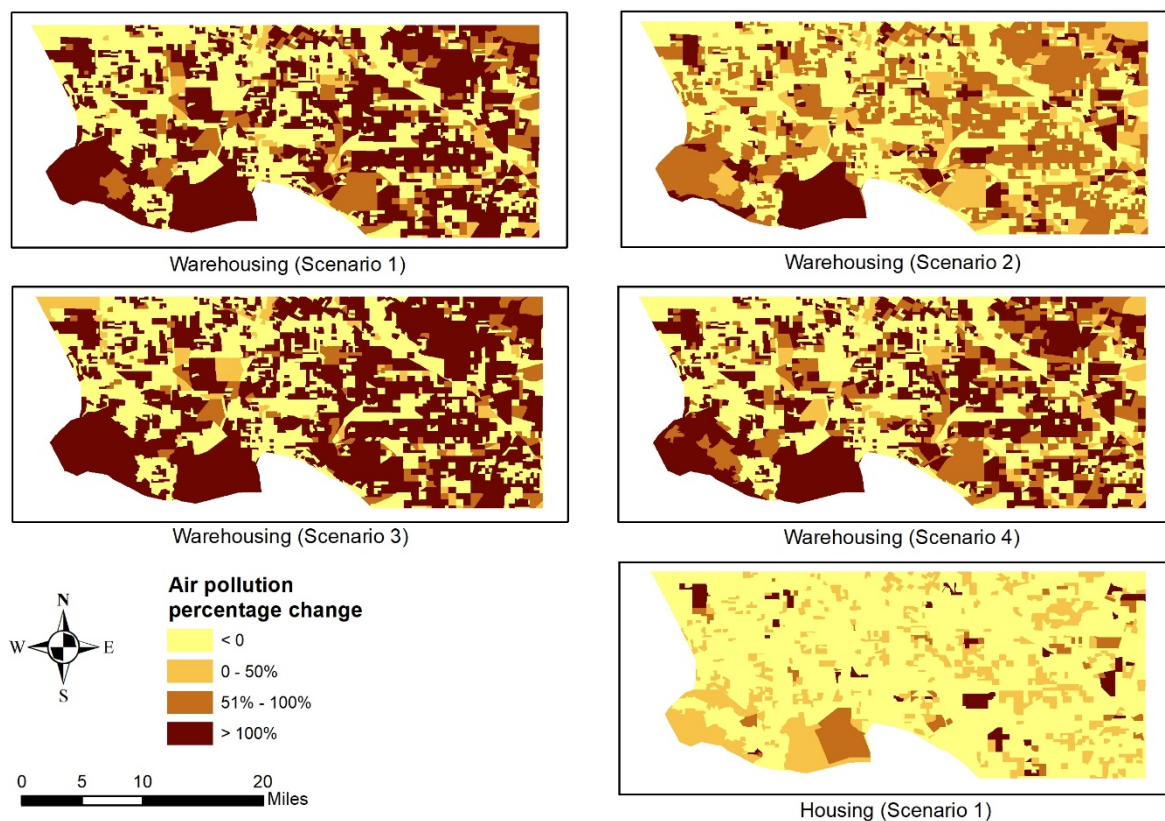 Warehousing (Scenario 1)
Warehousing (Scenario 2)
Warehousing (Scenario 3)
Warehousing (Scenario 4)
N
W
E
S
Air pollution
percentage change
< 0
0 - 50%
51% - 100%
> 100%
0 5 10 20
Miles
Housing (Scenario 1)